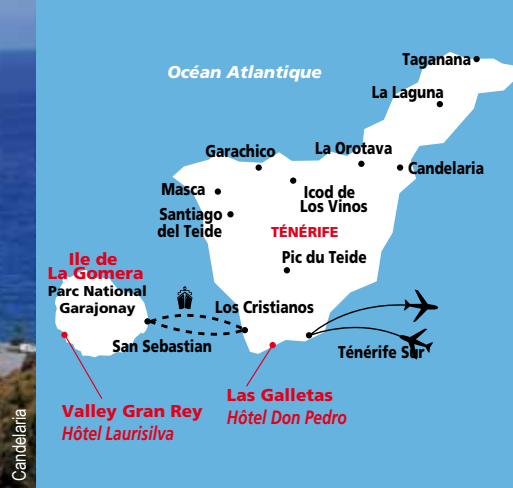 Océan Atlantique
Taganana
La Laguna
Garachico
La Orotava
Candelaria
Masca
Icod de
Los Vinos
Santiago
del Teide
TÉNÉRIFE
Pic du Teide
Ile de
La Gomera
Parc National
Garajonay
Los Cristianos
San Sebastian
Ténérife Sur
Valley Gran Rey
Hôtel Laurisilva
Las Galletas
Hôtel Don Pedro
Candelaria